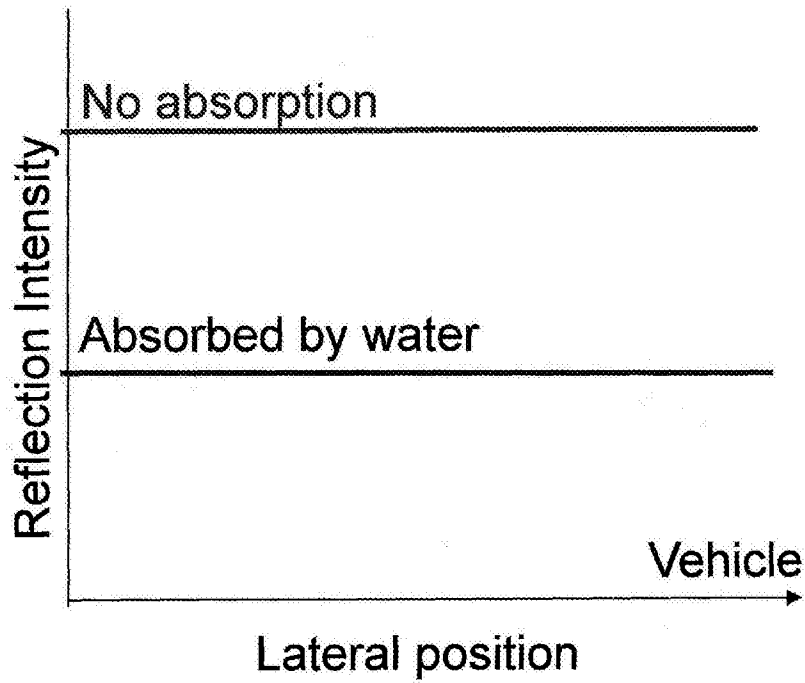 No absorption
Reflection Intensity
Absorbed by water
Vehicle
Lateral position